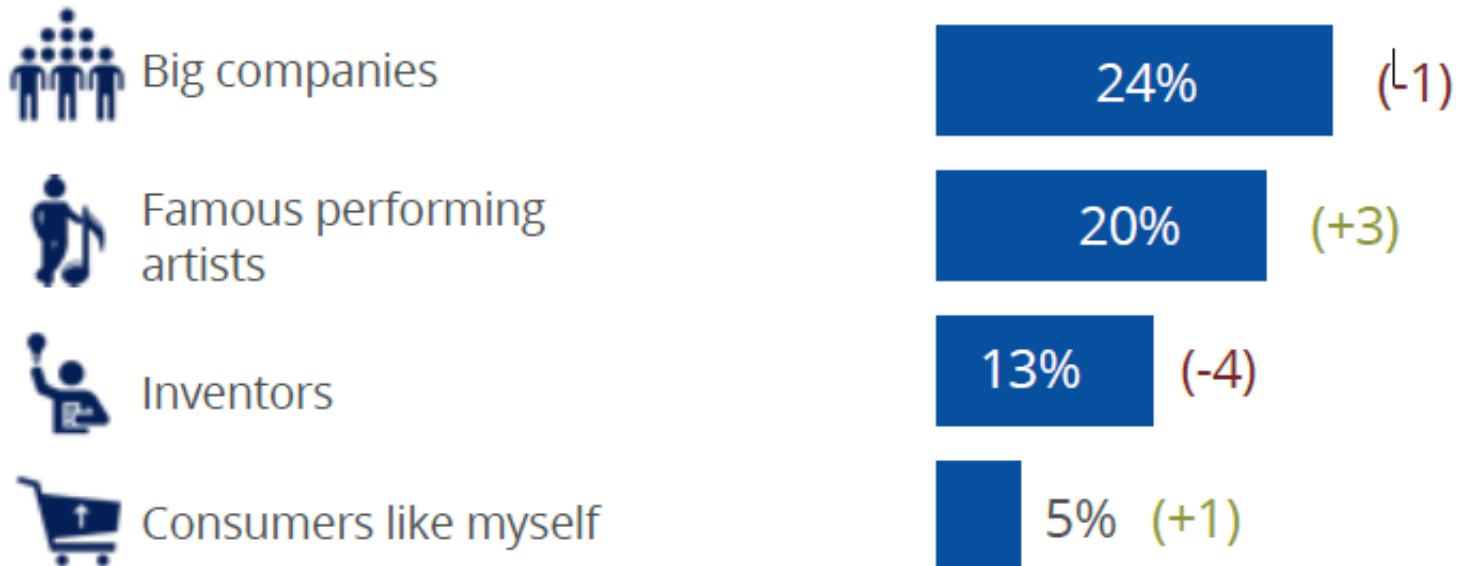 Big companies 24% (-1)
Famous performing
artists 20% (+3)
Inventors 13% (-4)
Consumers like myself 5% (+1)